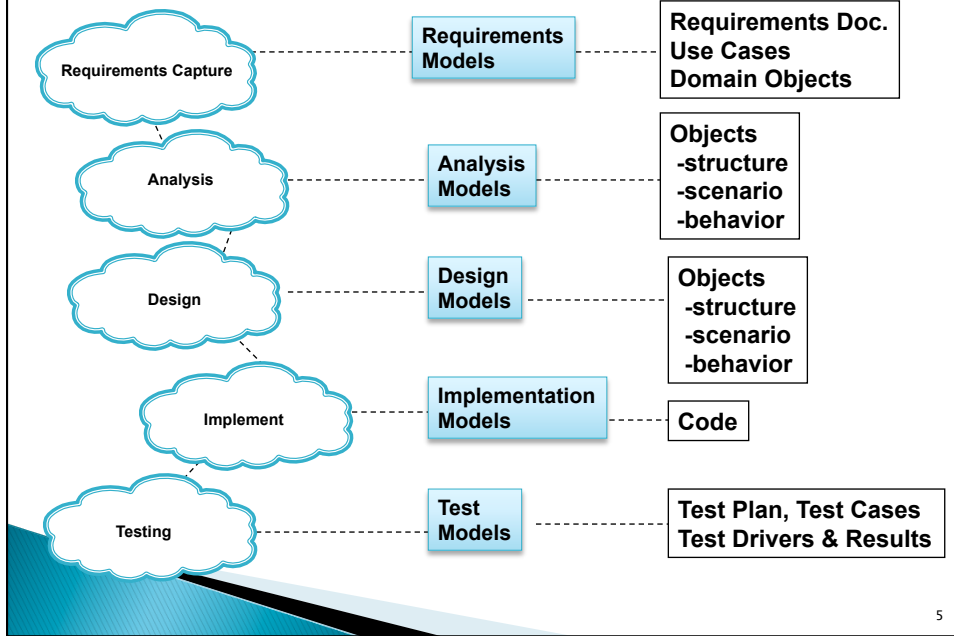 Requirements Capture
Requirements
Models
Requirements Doc.
Use Cases
Domain Objects
Analysis
Analysis
Models
Objects
-structure
-scenario
-behavior
Design
Design
Models
Objects
-structure
-scenario
-behavior
Implement
Implementation
Models
Code
Testing
Test
Models
Test Plan, Test Cases
Test Drivers & Results
5